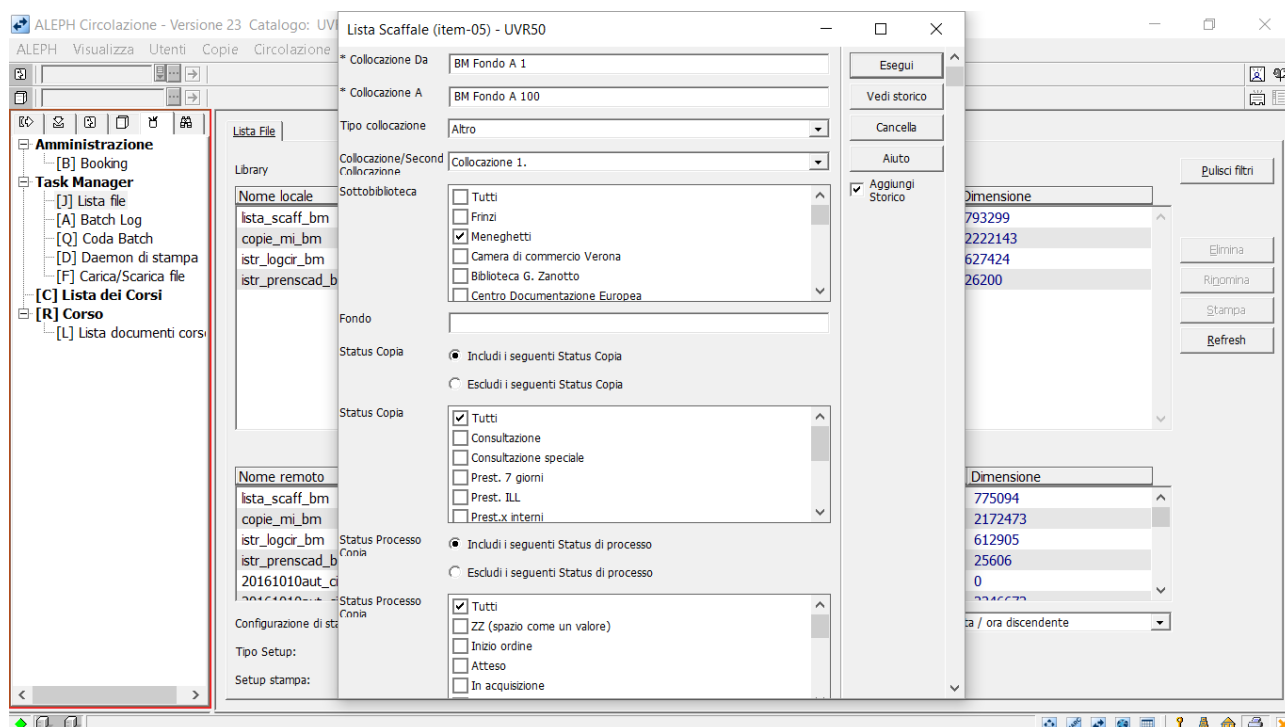 ALEPH Circolazione - Versione 23 Catalogo: UV
ALEPH Visualizza Utenti Copie Circolazione
Amministrazione
[B] Booking
Task Manager
[J] Lista file
[A] Batch Log
[Q] Coda Batch
[D] Daemon di stampa
[F] Carica/Scarica file
[C] Lista dei Corsi
[R] Corso
[L] Lista documenti cors
Lista File
Library
Nome locale
lista_scaff_bm
copie_mi_bm
istr_logcir_bm
istr_prenscad_b
Nome remoto
lista_scaff_bm
copie_mi_bm
istr_logcir_bm
istr_prenscad_b
20161010aut_ci
Configurazione di sta
Tipo Setup:
Setup stampa:
Lista Scaffale (item-05) - UVR50
* Collocazione Da
BM Fondo A 1
* Collocazione A
BM Fondo A 100
Tipo collocazione
Altro
Collocazione/Second
Collocazione
Collocazione 1.
Sottobiblioteca
Tutti
Frinzi
Meneghetti
Camera di commercio Verona
Biblioteca G. Zanotto
Centro Documentazione Europea
Fondo
Status Copia
Includi i seguenti Status Copia
Escludi i seguenti Status Copia
Status Copia
Tutti
Consultazione
Consultazione speciale
Prest. 7 giorni
Prest. ILL
Prest.x interni
Status Processo
Copia
Includi i seguenti Status di processo
Escludi i seguenti Status di processo
Status Processo
Copia
Tutti
ZZ (spazio come un valore)
Inizio ordine
Atteso
In acquisizione
Esegui
Vedi storico
Cancella
Aiuto
Aggiungi
Storico
Dimensione
793299
2222143
627424
26200
Dimensione
775094
2172473
612905
25606
0
ta / ora discendente
Pulisci filtri
Elimina
Rinomina
Stampa
Refresh